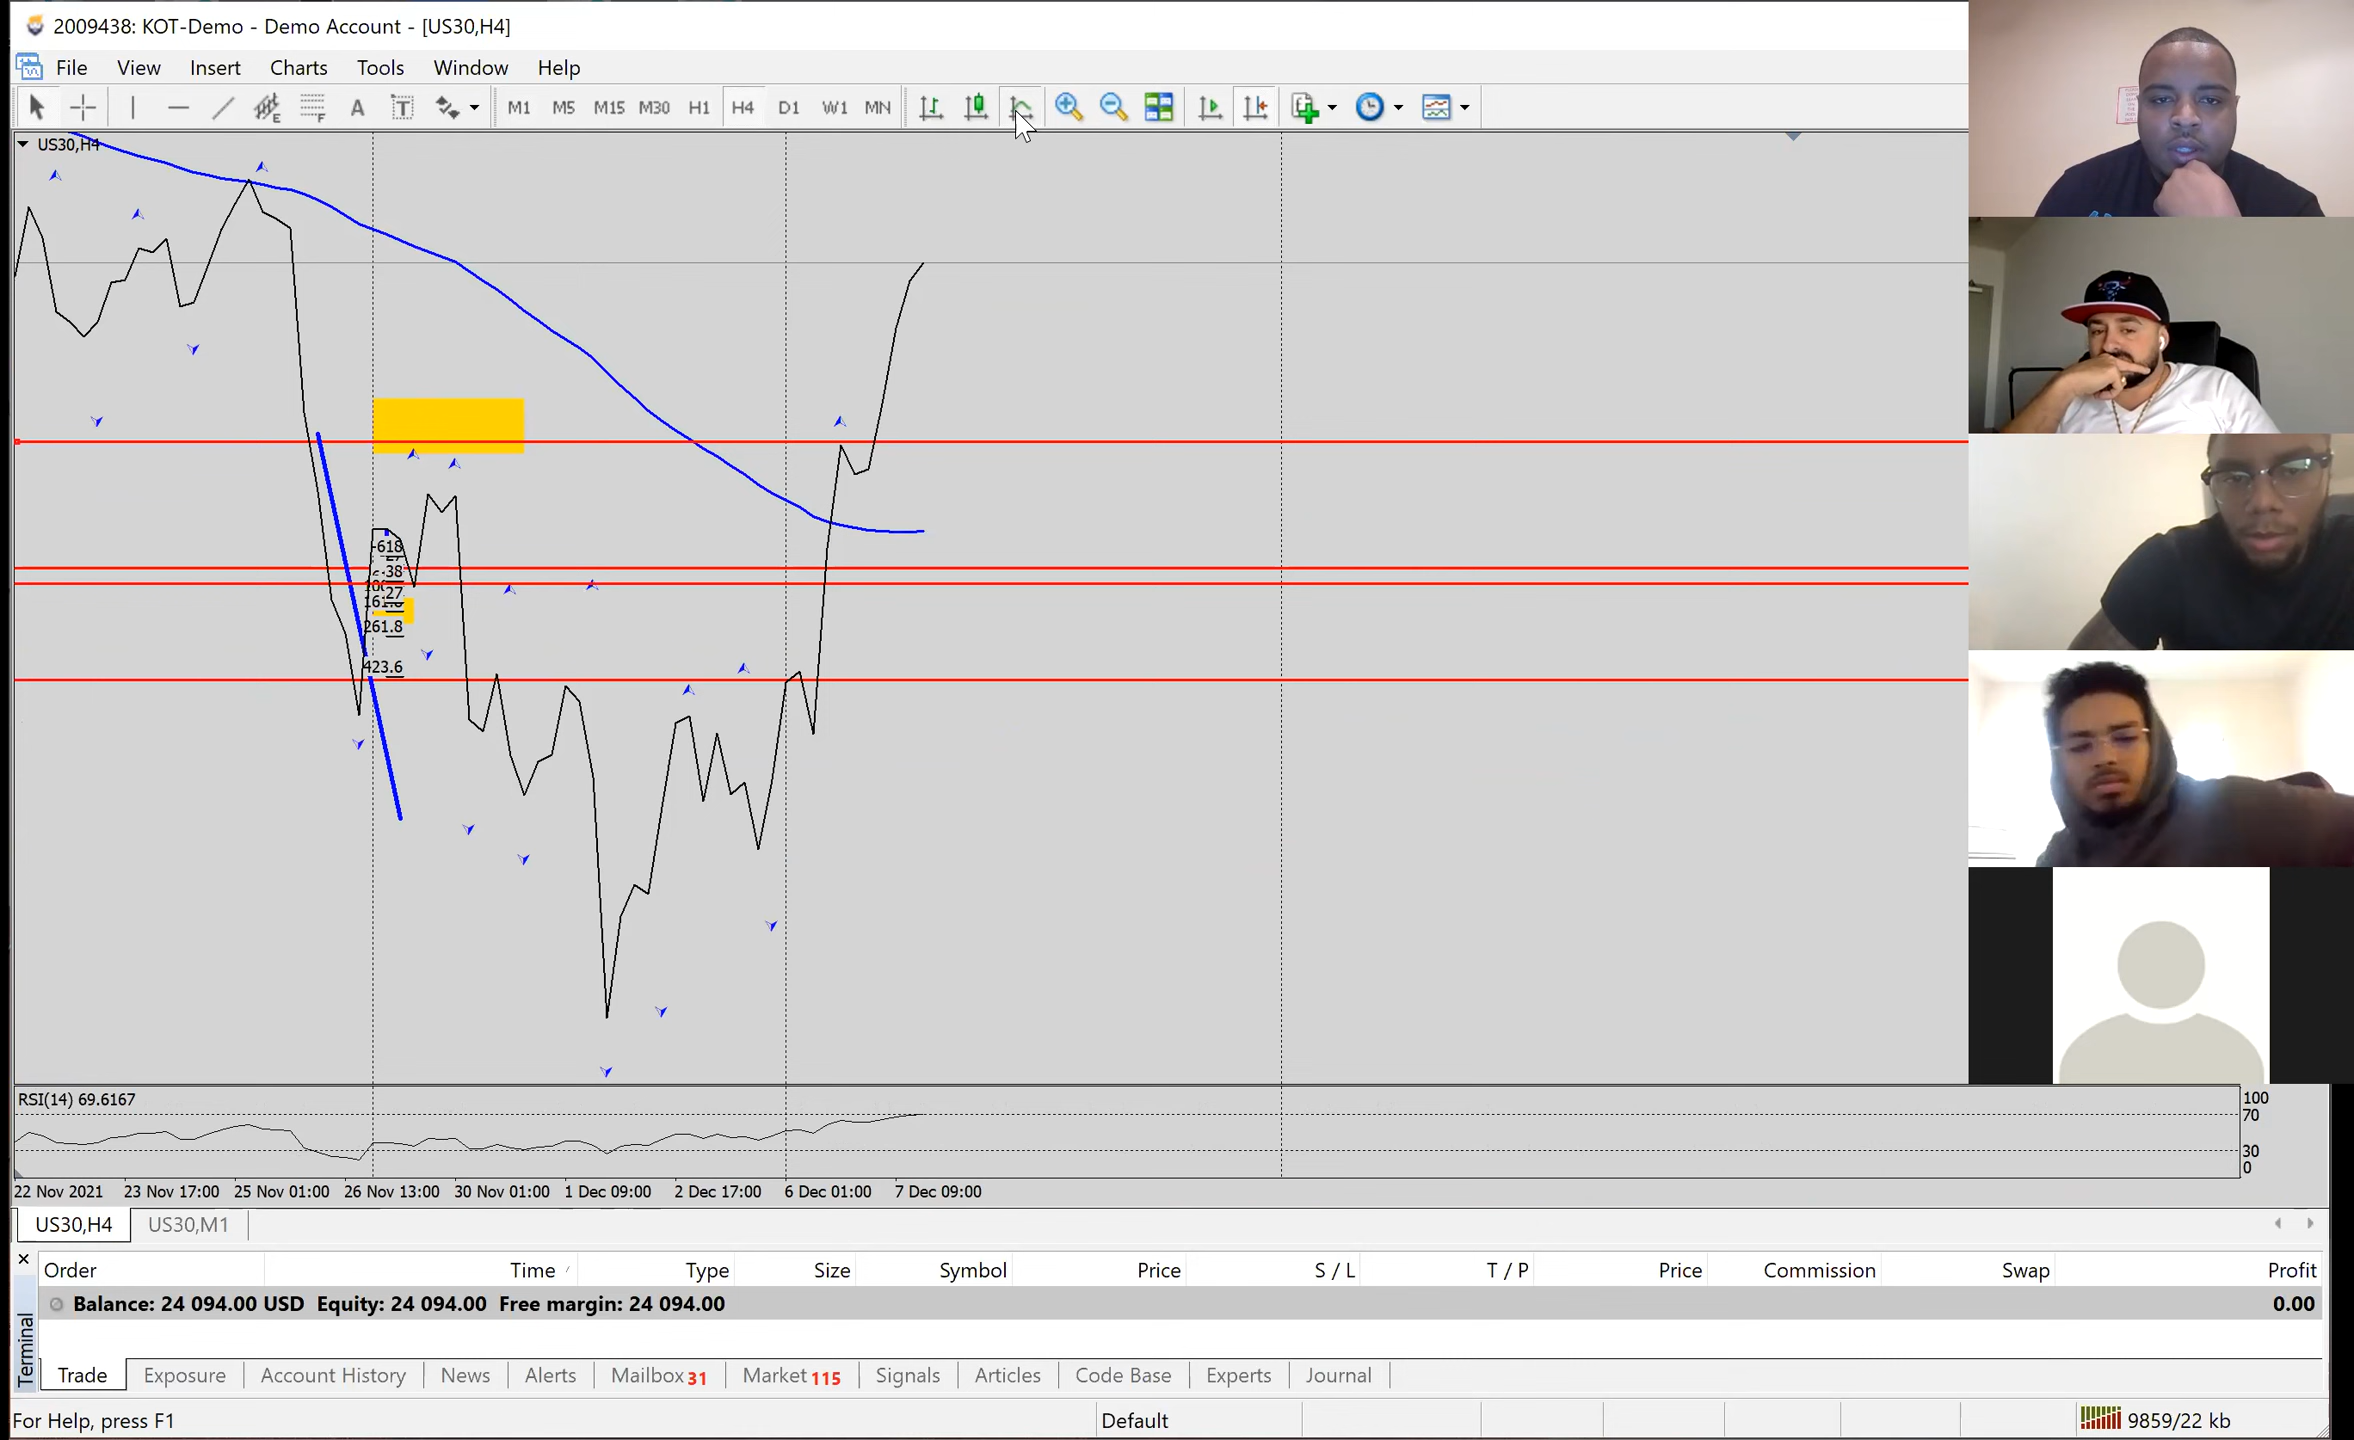 2009438: KOT-Demo - Demo Account - [US30,H4]
File View Insert Charts Tools Window Help
E F A T M1 M5 M15 M30 H1 H4 D1 W1 MN
US30,H4
-618
-38
-27
161.8
261.8
423.6
RSI(14) 69.6167
100
70
30
0
22 Nov 2021 23 Nov 17:00 25 Nov 01:00 26 Nov 13:00 30 Nov 01:00 1 Dec 09:00 2 Dec 17:00 6 Dec 01:00 7 Dec 09:00
US30,H4 US30,M1
Order Time / Type Size Symbol Price S / L T / P Price Commission Swap Profit
Balance: 24 094.00 USD Equity: 24 094.00 Free margin: 24 094.00 0.00
Terminal
Trade Exposure Account History News Alerts Mailbox 31 Market 115 Signals Articles Code Base Experts Journal
For Help, press F1 Default 9859/22 kb